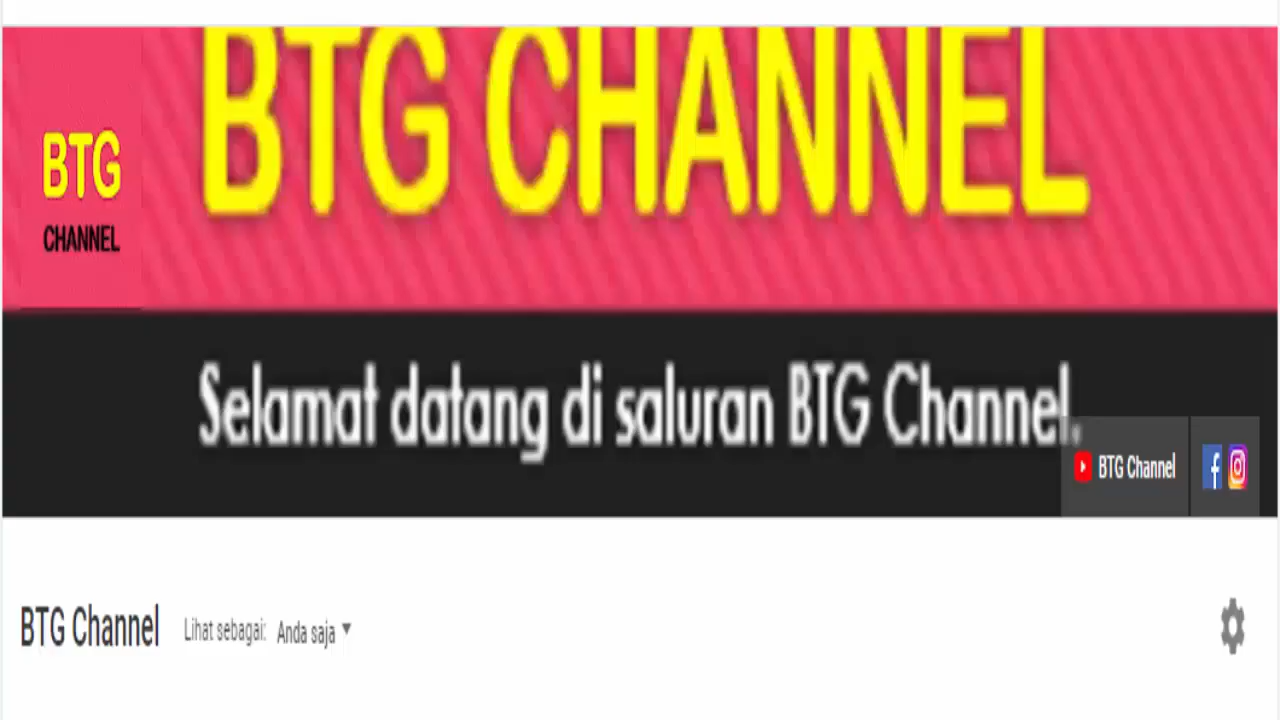 BTG CHANNEL
BTG
CHANNEL
Selamat datang di saluran BTG Channel.
BTG Channel
BTG Channel Lihat sebagai: Anda saja